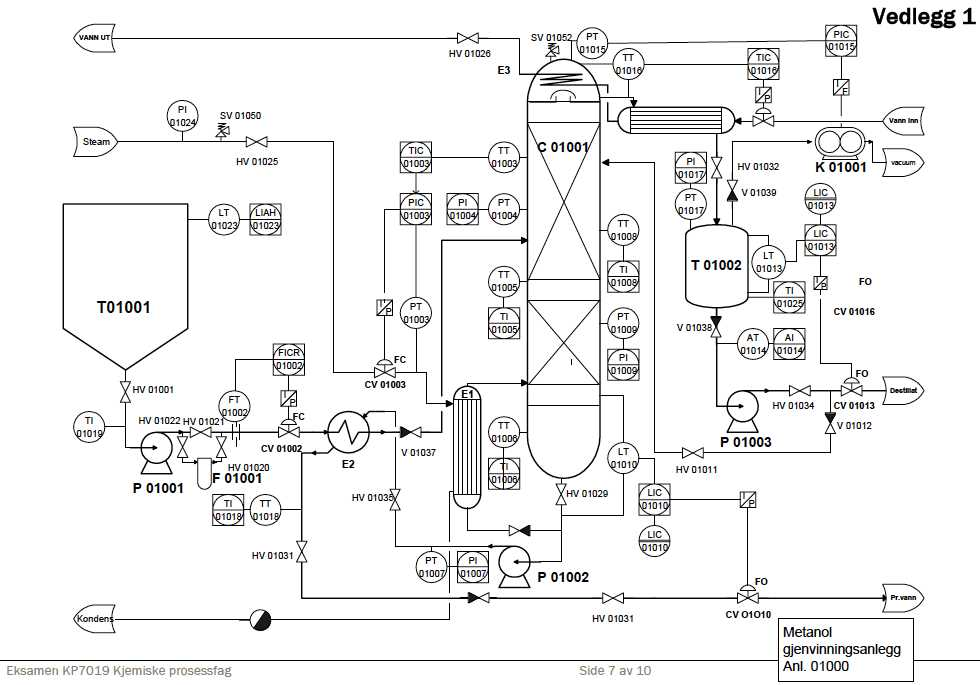 Vedlegg 1
VANN UT
HV 01026
SV 01052
PT
01015
PIC
01015
E3
TT
01016
TIC
01016
I
P
I
F
PI
01024
SV 01050
Steam
HV 01025
Vann Inn
vacuum
K 01001
C 01001
TIC
01003
TT
01003
PI
01017
HV 01032
V 01039
PIC
01003
PI
01004
PT
01004
PT
01017
LIC
01013
LT
01023
LIAH
01023
TT
01008
LIC
01013
T 01002
LT
01013
TI
01008
TT
01005
I
P
FO
TI
01025
CV 01016
T01001
I
P
PT
01003
TI
01005
PT
01009
V 01038
AT
01014
AI
01014
PI
01009
FICR
01002
FC
CV 01003
FO
HV 01001
E1
Destillat
I
P
FT
01002
HV 01034
CV 01013
P 01003
V 01012
TI
01019
HV 01022
HV 01021
FC
CV 01002
E2
V 01037
TT
01006
LT
01010
HV 01011
P 01001
F 01001
HV 01020
TI
01006
TI
01018
TT
01018
HV 01035
HV 01029
LIC
01010
I
P
LIC
01010
HV 01031
PT
01007
PI
01007
P 01002
FO
Pr.vann
CV O1O10
HV 01031
Kondens
Metanol
gjenvinningsanlegg
Anl. 01000
Eksamen KP7019 Kjemiske prosessfag
Side 7 av 10